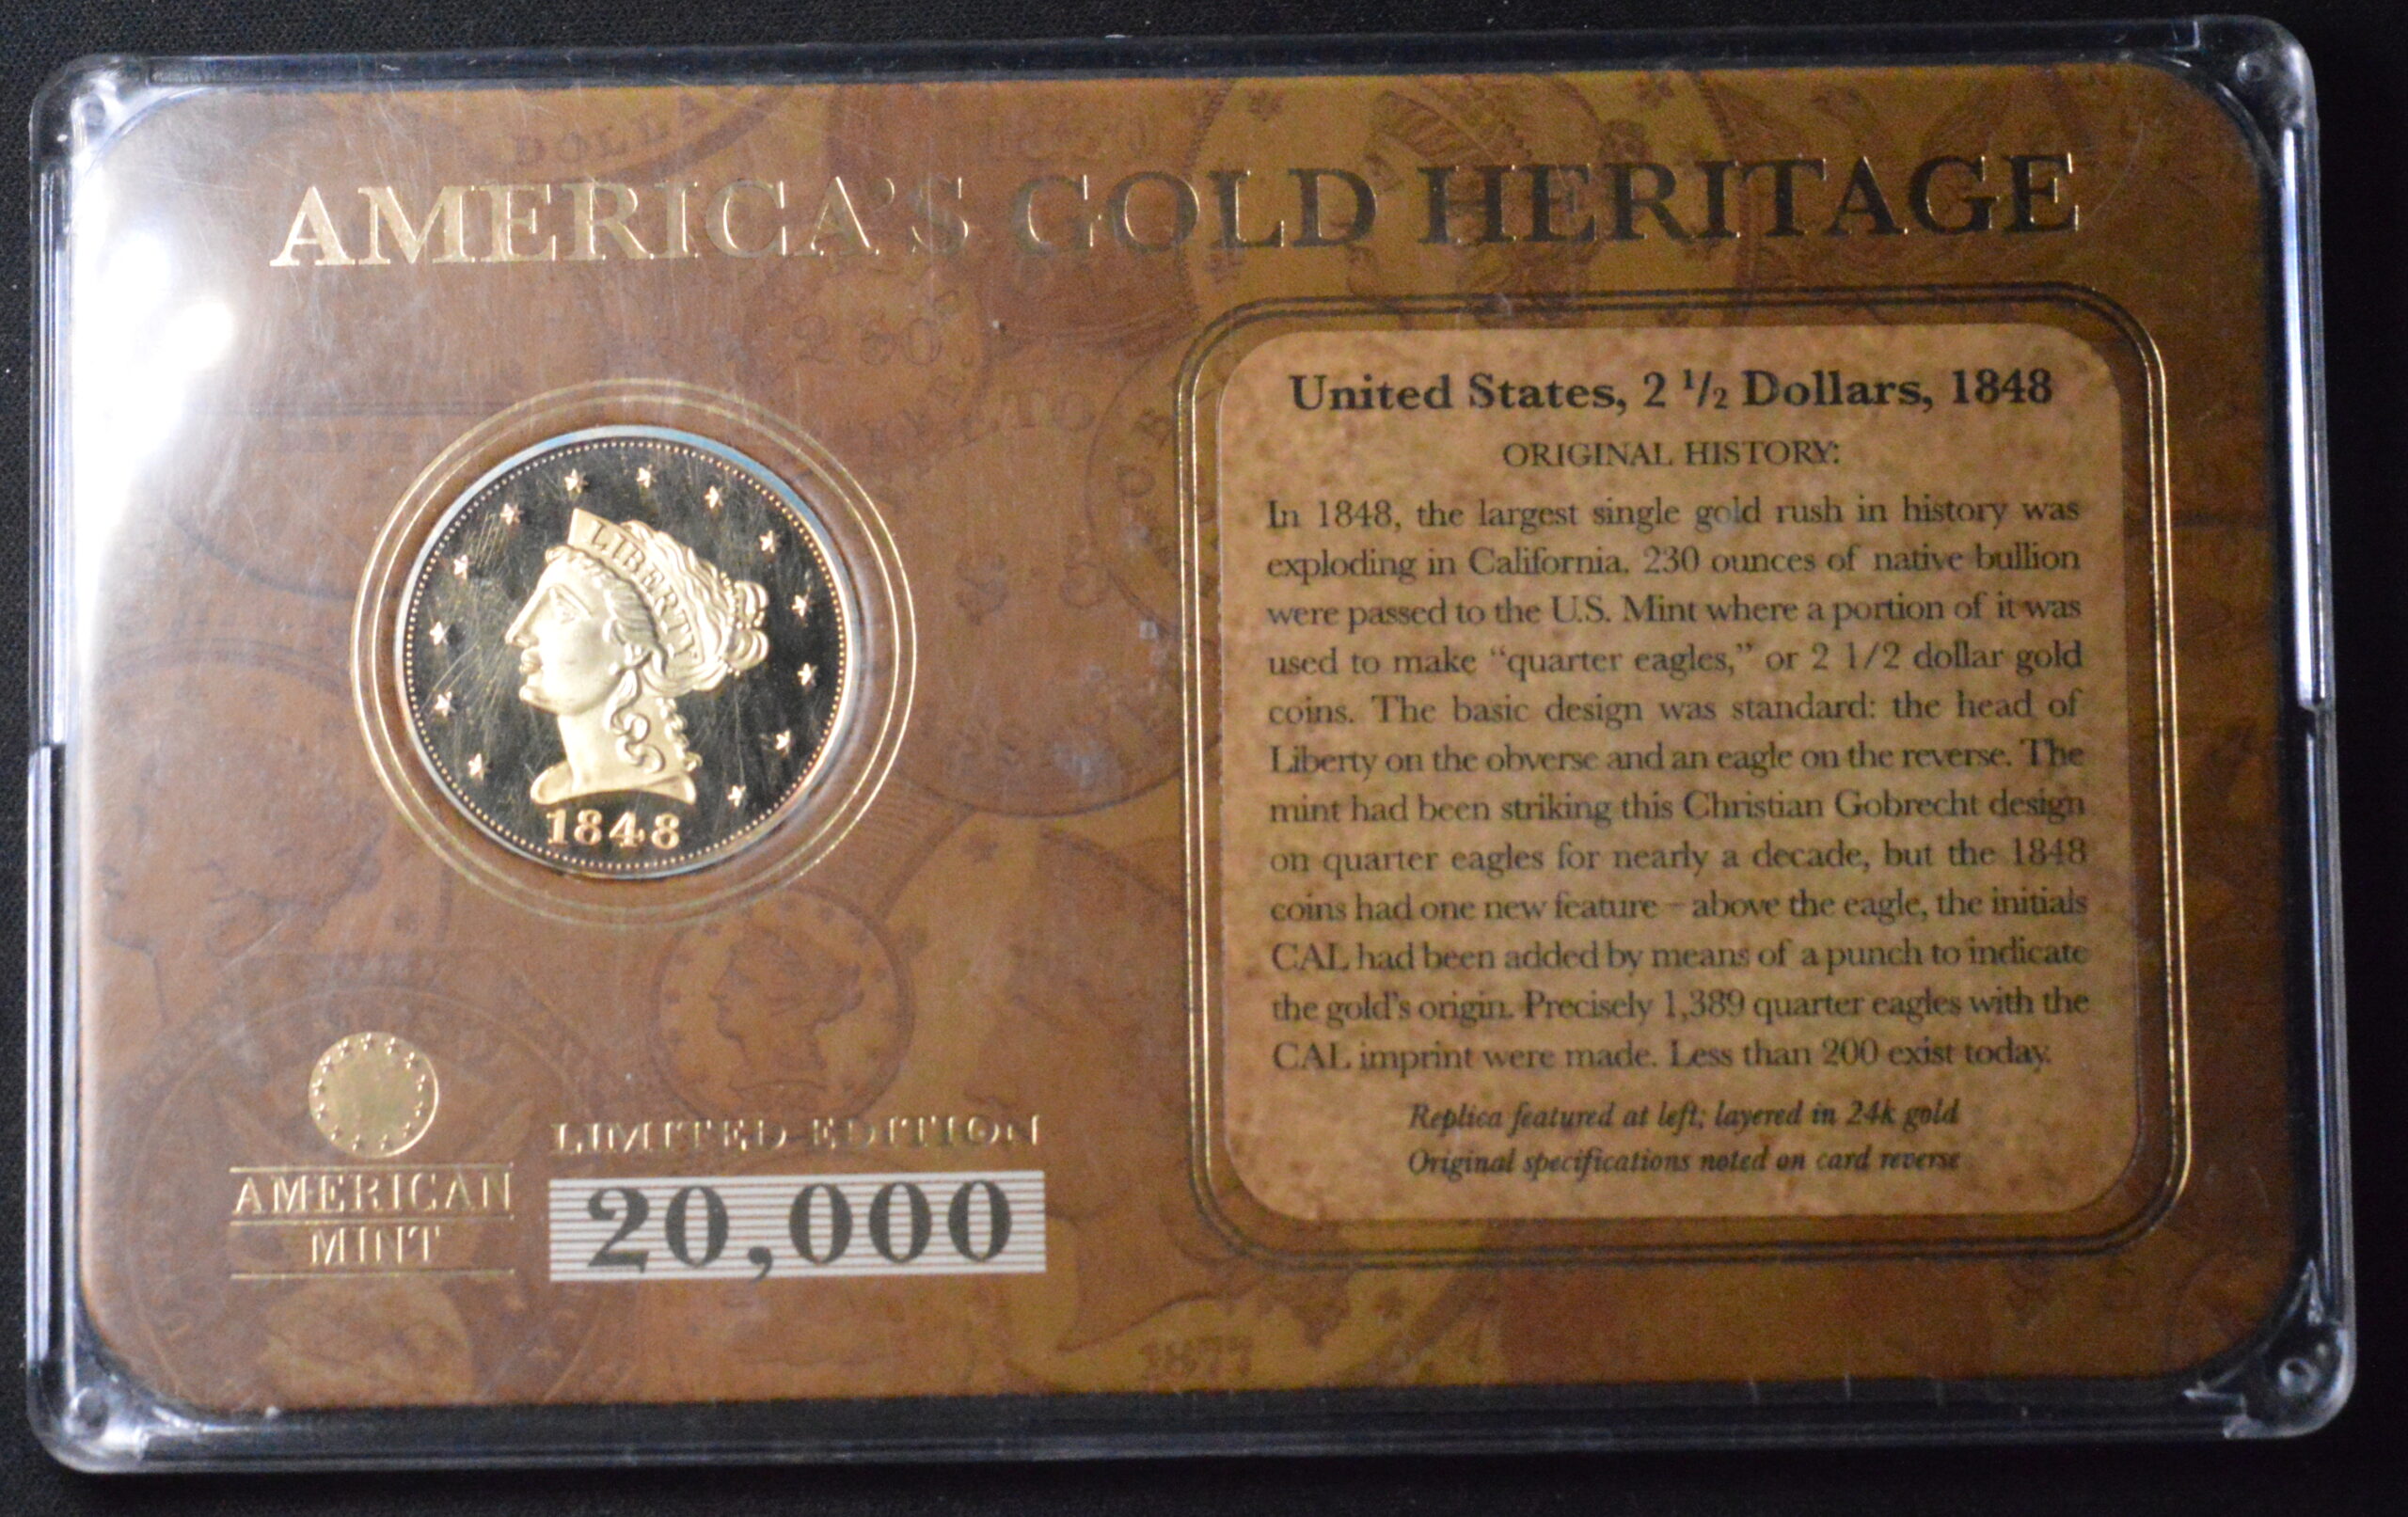 AMERICA'S GOLD HERITAGE
LIBERTY
1848
AMERICAN
MINT
LIMITED EDITION
20,000
United States, 2 1/2 Dollars, 1848
ORIGINAL HISTORY:
In 1848, the largest single gold rush in history was
exploding in California. 230 ounces of native bullion
were passed to the U.S. Mint where a portion of it was
used to make “quarter eagles,” or 2 1/2 dollar gold
coins. The basic design was standard: the head of
Liberty on the obverse and an eagle on the reverse. The
mint had been striking this Christian Gobrecht design
on quarter eagles for nearly a decade, but the 1848
coins had one new feature – above the eagle, the initials
CAL had been added by means of a punch to indicate
the gold's origin. Precisely 1,389 quarter eagles with the
CAL imprint were made. Less than 200 exist today.
Replica featured at left; layered in 24k gold
Original specifications noted on card reverse
1877